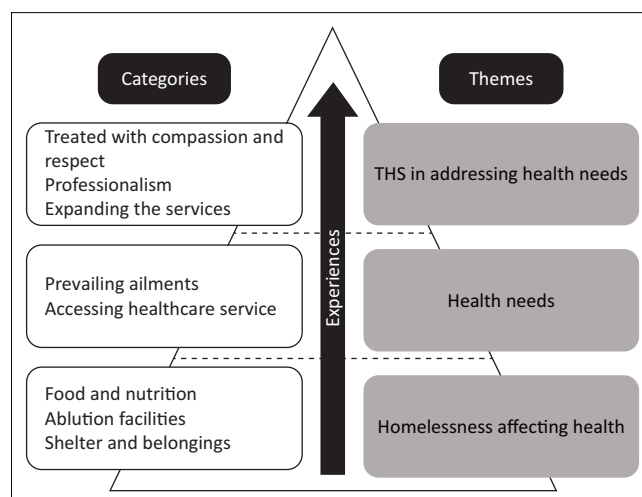 Categories
Themes
Treated with compassion and
respect
Professionalism
Expanding the services
THS in addressing health needs
Experiences
Prevailing ailments
Accessing healthcare service
Health needs
Food and nutrition
Ablution facilities
Shelter and belongings
Homelessness affecting health